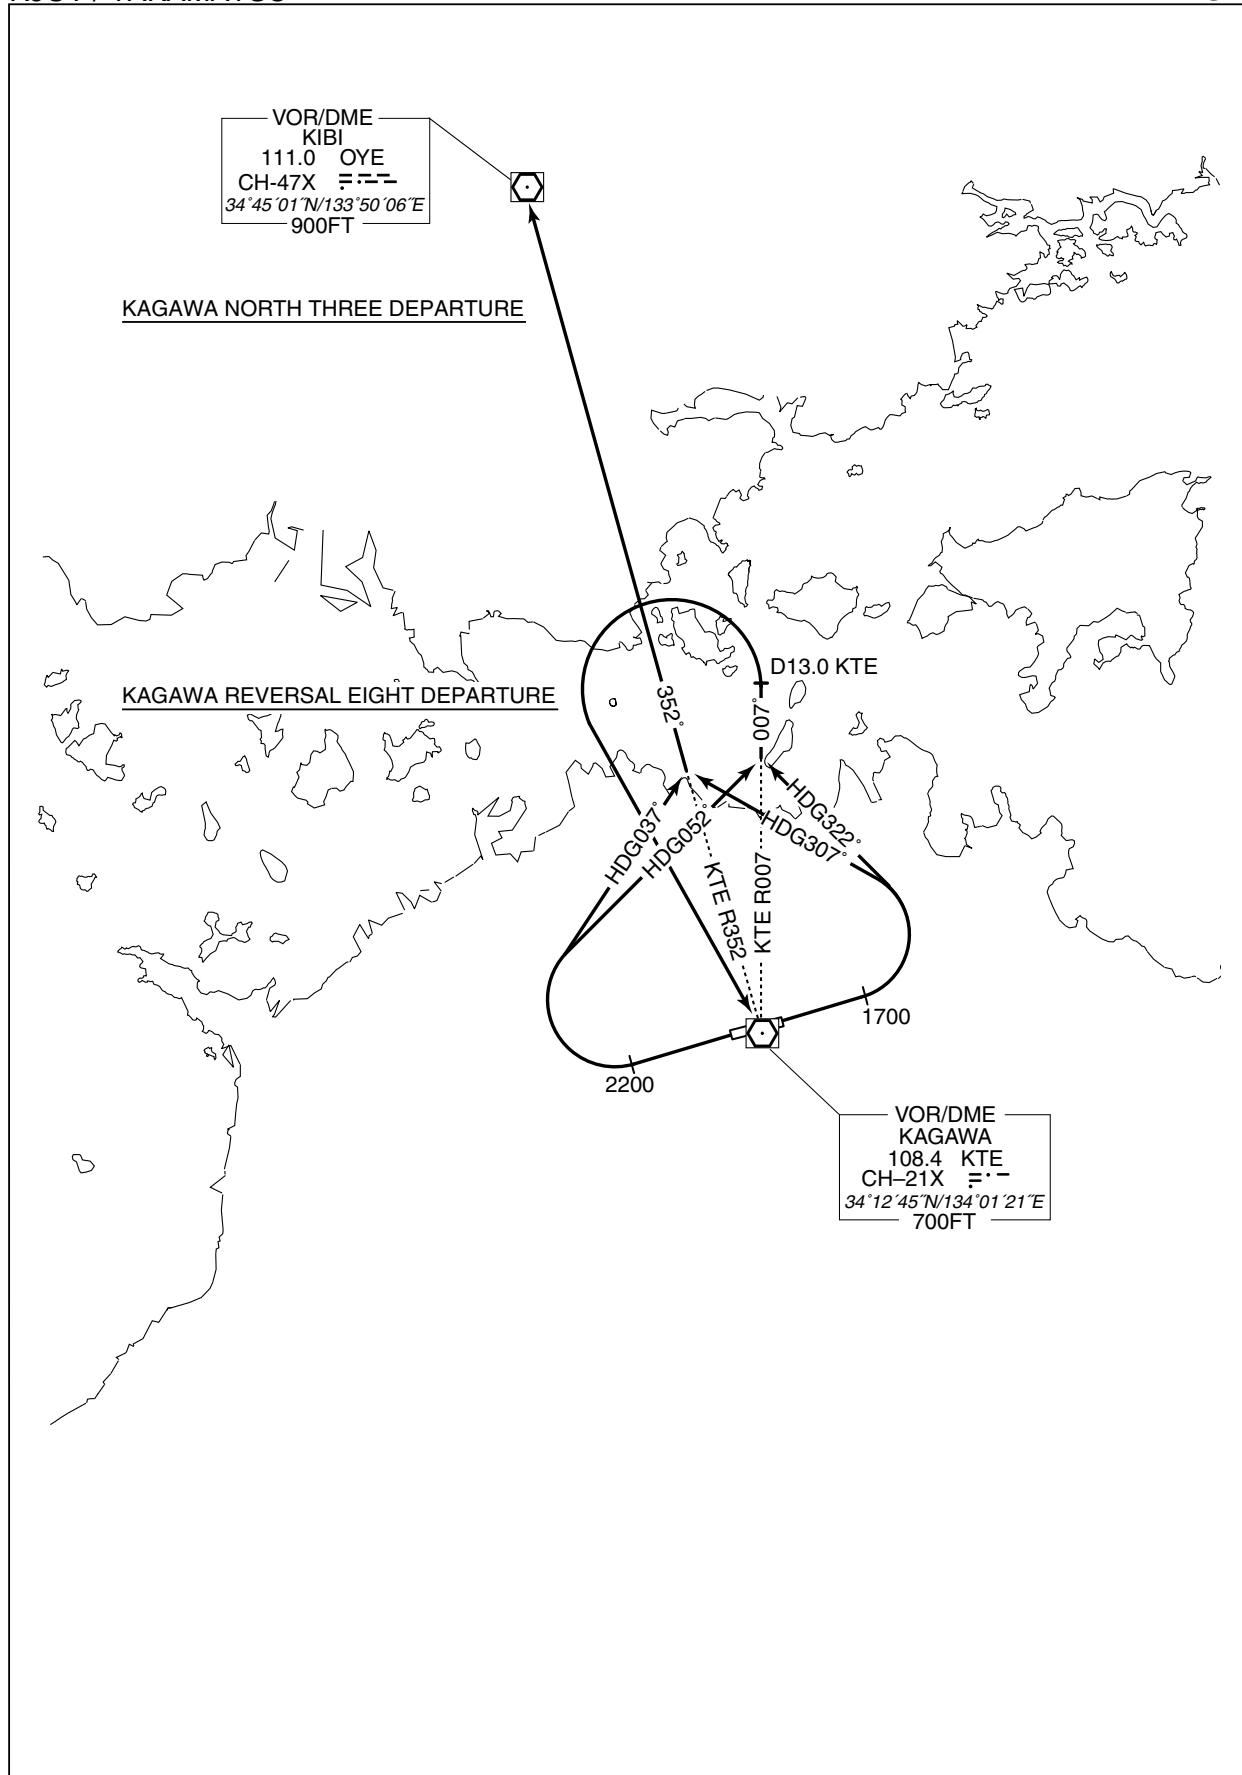 VOR/DME
KIBI
111.0 OYE
CH-47X
34°45´01˝N/133°50´06˝E
900FT
KAGAWA NORTH THREE DEPARTURE
D13.0 KTE
KAGAWA REVERSAL EIGHT DEPARTURE
352°
007°
HDG037°
HDG052°
HDG322°
HDG307°
KTE R352
KTE R007
1700
2200
VOR/DME
KAGAWA
108.4 KTE
CH–21X
34°12´45˝N/134°01´21˝E
700FT